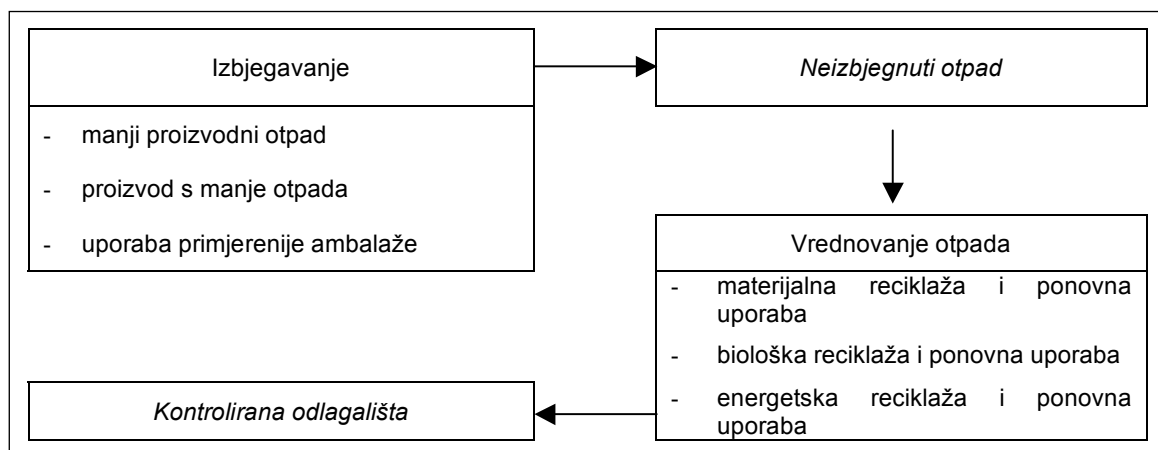 Izbjegavanje
- manji proizvodni otpad
- proizvod s manje otpada
- uporaba primjerenije ambalaže
Neizbjegnuti otpad
Vrednovanje otpada
- materijalna reciklaža i ponovna
uporaba
- biološka reciklaža i ponovna uporaba
- energetska reciklaža i ponovna
uporaba
Kontrolirana odlagališta